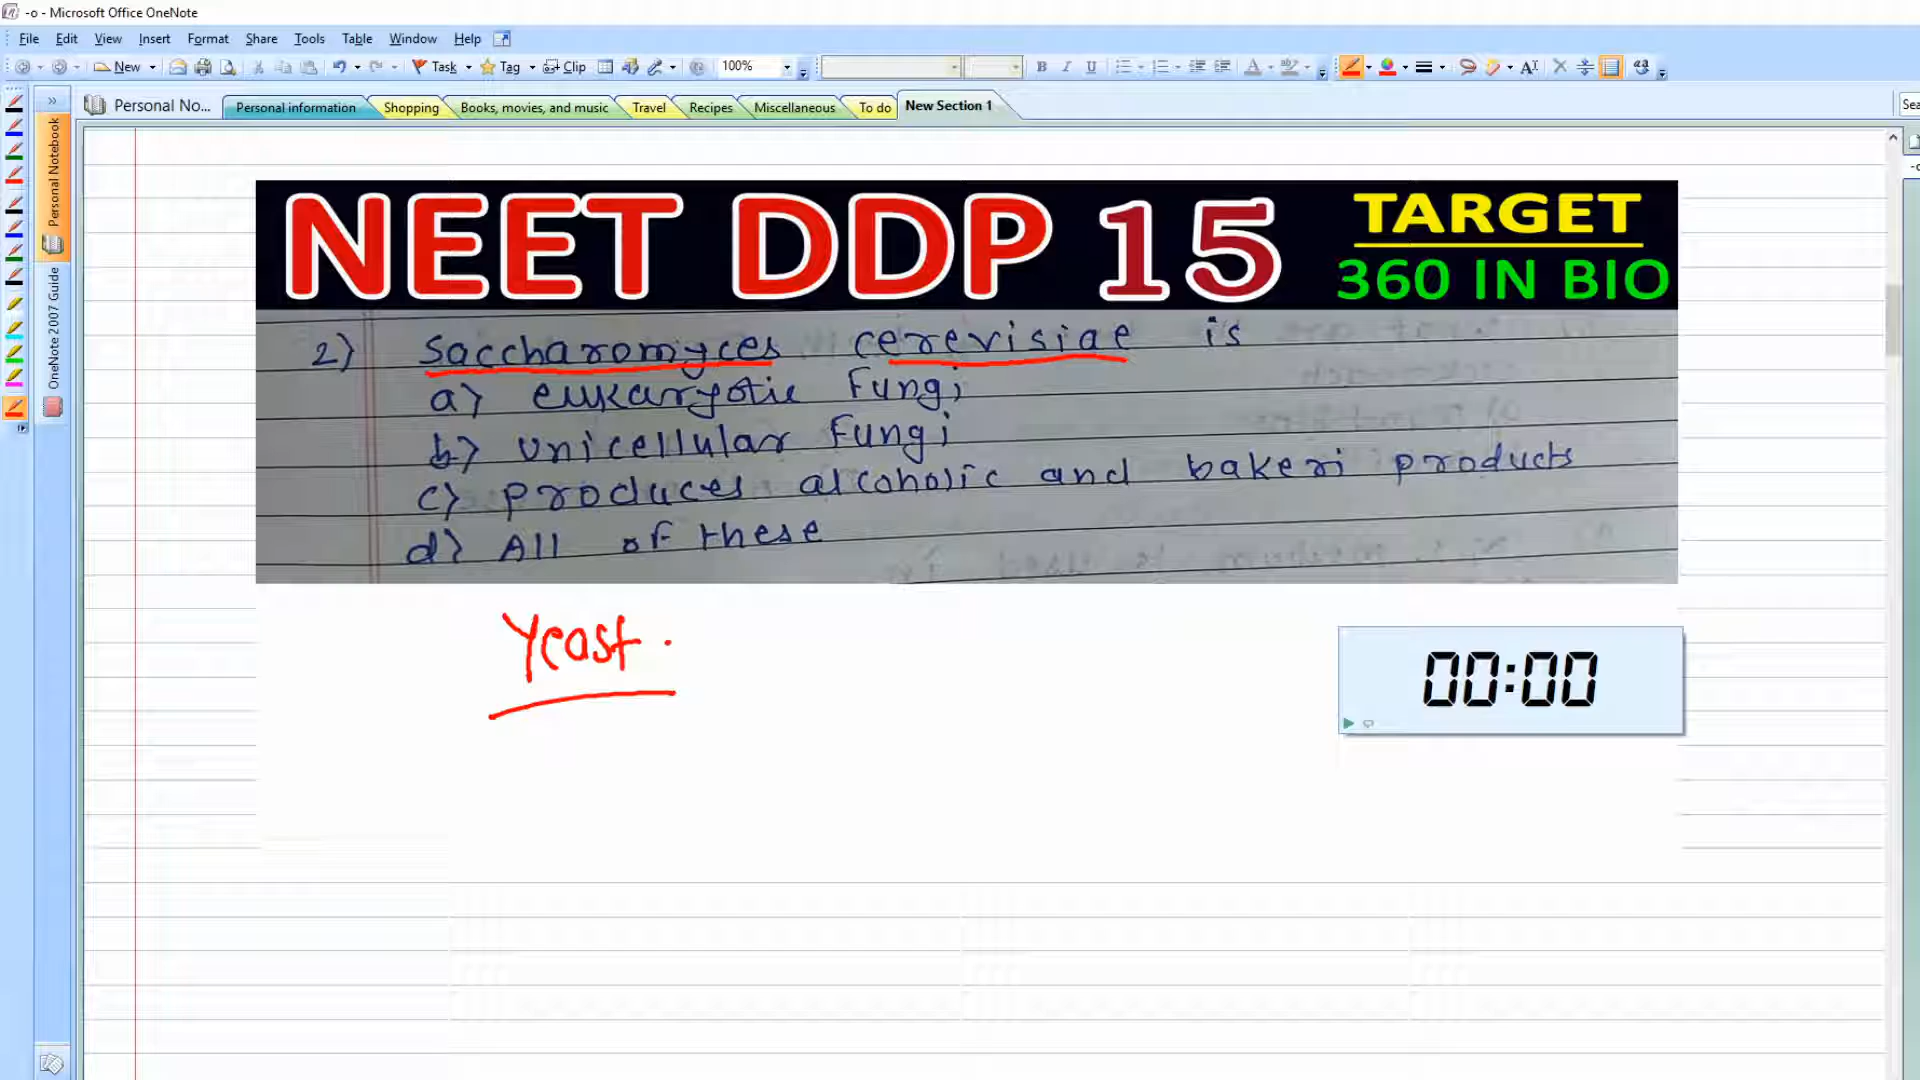 -o - Microsoft Office OneNote
File Edit View Insert Format Share Tools Table Window Help
New Task Tag Clip 100% B I U
Personal No... Personal information Shopping Books, movies, and music Travel Recipes Miscellaneous To do New Section 1 Sea
Personal Notebook
OneNote 2007 Guide
NEET DDP 15
TARGET
360 IN BIO
2) Saccharomyces cerevisiae is
a) eukaryotic Fungi
b) unicellular Fungi
c) produces alcoholic and bakeri products
d) All of these
Yeast.
00:00